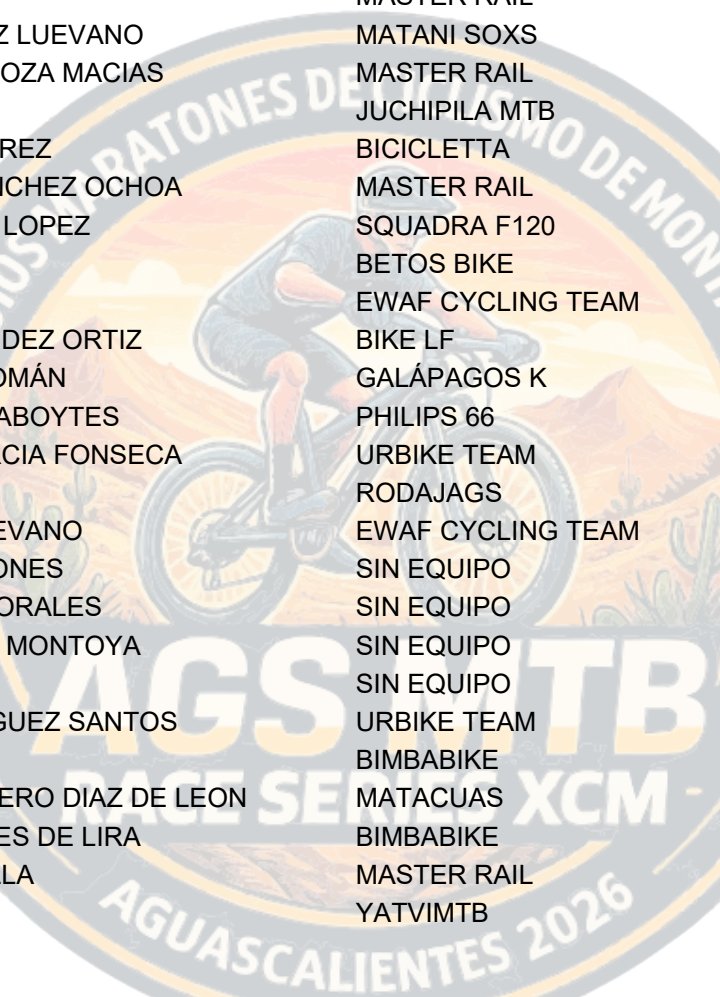 MASTER RAIL
Z LUEVANO MATANI SOXS
OZA MACIAS MASTER RAIL
JUCHIPILA MTB
REZ BICICLETTA
NCHEZ OCHOA MASTER RAIL
LOPEZ SQUADRA F120
BETOS BIKE
EWAF CYCLING TEAM
DEZ ORTIZ BIKE LF
OMÁN GALÁPAGOS K
ABOYTES PHILIPS 66
CIA FONSECA URBIKE TEAM
RODAJAGS
EVANO EWAF CYCLING TEAM
ONES SIN EQUIPO
ORALES SIN EQUIPO
MONTOYA SIN EQUIPO
SIN EQUIPO
GUEZ SANTOS URBIKE TEAM
BIMBABIKE
ERO DIAZ DE LEON MATACUAS
ES DE LIRA BIMBABIKE
LA MASTER RAIL
YATVIMTB
MARATONES DE CICLISMO DE
AGS MTB
RACE SERIES XCM
AGUASCALIENTES 2026